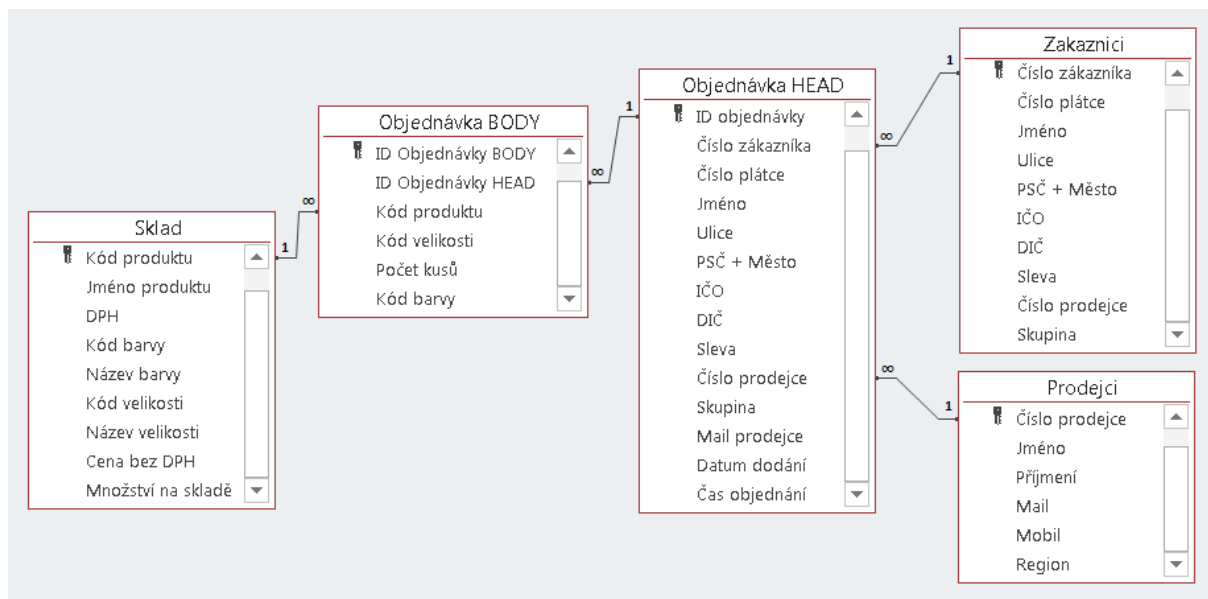 Sklad
Kód produktu
Jméno produktu
DPH
Kód barvy
Název barvy
Kód velikosti
Název velikosti
Cena bez DPH
Množství na skladě
1
∞
Objednávka BODY
ID Objednávky BODY
ID Objednávky HEAD
Kód produktu
Kód velikosti
Počet kusů
Kód barvy
∞
1
Objednávka HEAD
ID objednávky
Číslo zákazníka
Číslo plátce
Jméno
Ulice
PSČ + Město
IČO
DIČ
Sleva
Číslo prodejce
Skupina
Mail prodejce
Datum dodání
Čas objednání
∞
1
∞
1
Zakaznici
Číslo zákazníka
Číslo plátce
Jméno
Ulice
PSČ + Město
IČO
DIČ
Sleva
Číslo prodejce
Skupina
Prodejci
Číslo prodejce
Jméno
Příjmení
Mail
Mobil
Region